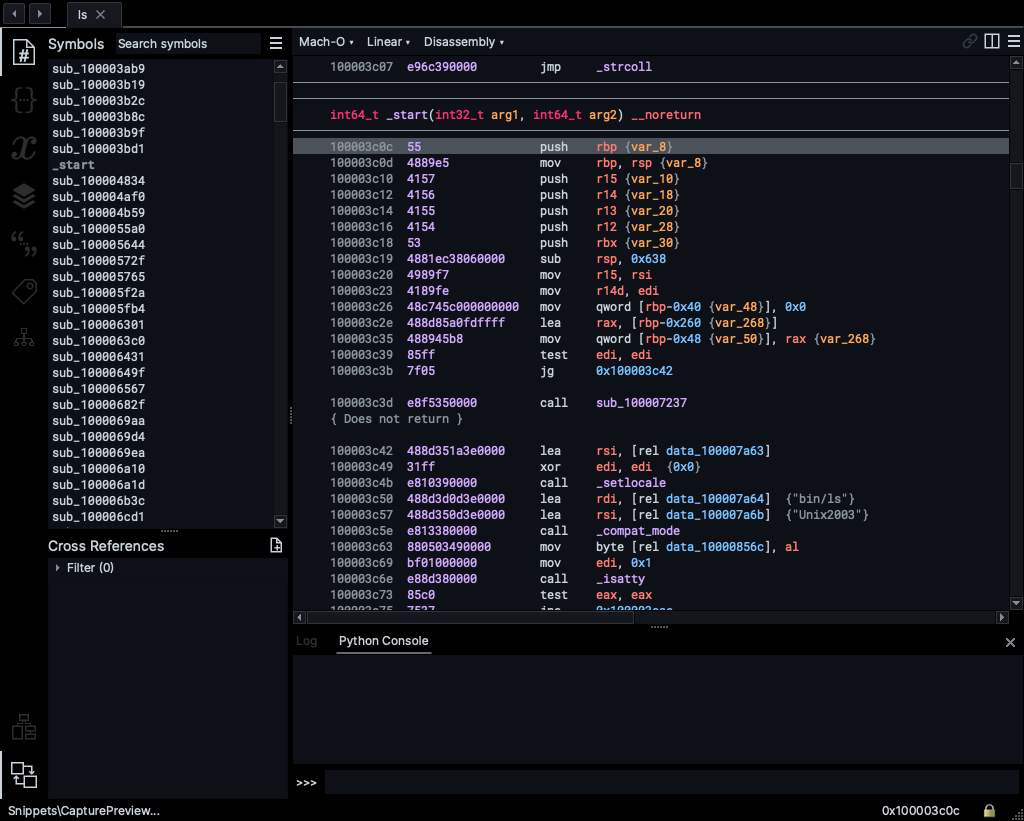 ls
Symbols
Search symbols
sub_100003ab9
sub_100003b19
sub_100003b2c
sub_100003b8c
sub_100003b9f
sub_100003bd1
_start
sub_100004834
sub_100004af0
sub_100004b59
sub_1000055a0
sub_100005644
sub_10000572f
sub_100005765
sub_100005f2a
sub_100005fb4
sub_100006301
sub_1000063c0
sub_100006431
sub_10000649f
sub_100006567
sub_10000682f
sub_1000069aa
sub_1000069d4
sub_1000069ea
sub_100006a10
sub_100006a1d
sub_100006b3c
sub_100006cd1
Cross References
Filter (0)
Mach-O ▾ Linear ▾ Disassembly ▾
100003c07 e96c390000 jmp _strcoll
int64_t _start(int32_t arg1, int64_t arg2) __noreturn
100003c0c 55 push rbp {var_8}
100003c0d 4889e5 mov rbp, rsp {var_8}
100003c10 4157 push r15 {var_10}
100003c12 4156 push r14 {var_18}
100003c14 4155 push r13 {var_20}
100003c16 4154 push r12 {var_28}
100003c18 53 push rbx {var_30}
100003c19 4881ec38060000 sub rsp, 0x638
100003c20 4989f7 mov r15, rsi
100003c23 4189fe mov r14d, edi
100003c26 48c745c000000000 mov qword [rbp-0x40 {var_48}], 0x0
100003c2e 488d85a0fdffff lea rax, [rbp-0x260 {var_268}]
100003c35 488945b8 mov qword [rbp-0x48 {var_50}], rax {var_268}
100003c39 85ff test edi, edi
100003c3b 7f05 jg 0x100003c42
100003c3d e8f5350000 call sub_100007237
{ Does not return }
100003c42 488d351a3e0000 lea rsi, [rel data_100007a63]
100003c49 31ff xor edi, edi {0x0}
100003c4b e810390000 call _setlocale
100003c50 488d3d0d3e0000 lea rdi, [rel data_100007a64] {"bin/ls"}
100003c57 488d350d3e0000 lea rsi, [rel data_100007a6b] {"Unix2003"}
100003c5e e813380000 call _compat_mode
100003c63 880503490000 mov byte [rel data_10000856c], al
100003c69 bf01000000 mov edi, 0x1
100003c6e e88d380000 call _isatty
100003c73 85c0 test eax, eax
Log Python Console
>>>
Snippets\CapturePreview...
0x100003c0c